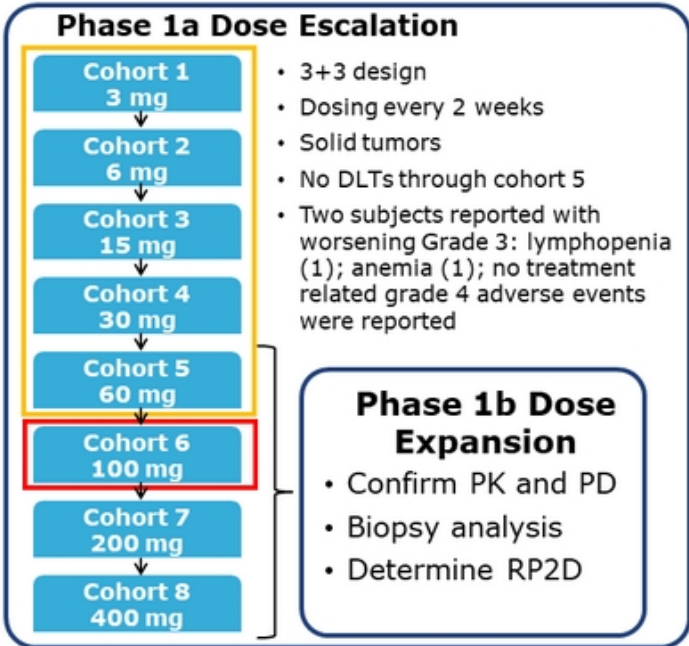 Phase 1a Dose Escalation
Cohort 1
3 mg
Cohort 2
6 mg
Cohort 3
15 mg
Cohort 4
30 mg
Cohort 5
60 mg
Cohort 6
100 mg
Cohort 7
200 mg
Cohort 8
400 mg
• 3+3 design
• Dosing every 2 weeks
• Solid tumors
• No DLTs through cohort 5
• Two subjects reported with
worsening Grade 3: lymphopenia
(1); anemia (1); no treatment
related grade 4 adverse events
were reported
Phase 1b Dose
Expansion
• Confirm PK and PD
• Biopsy analysis
• Determine RP2D